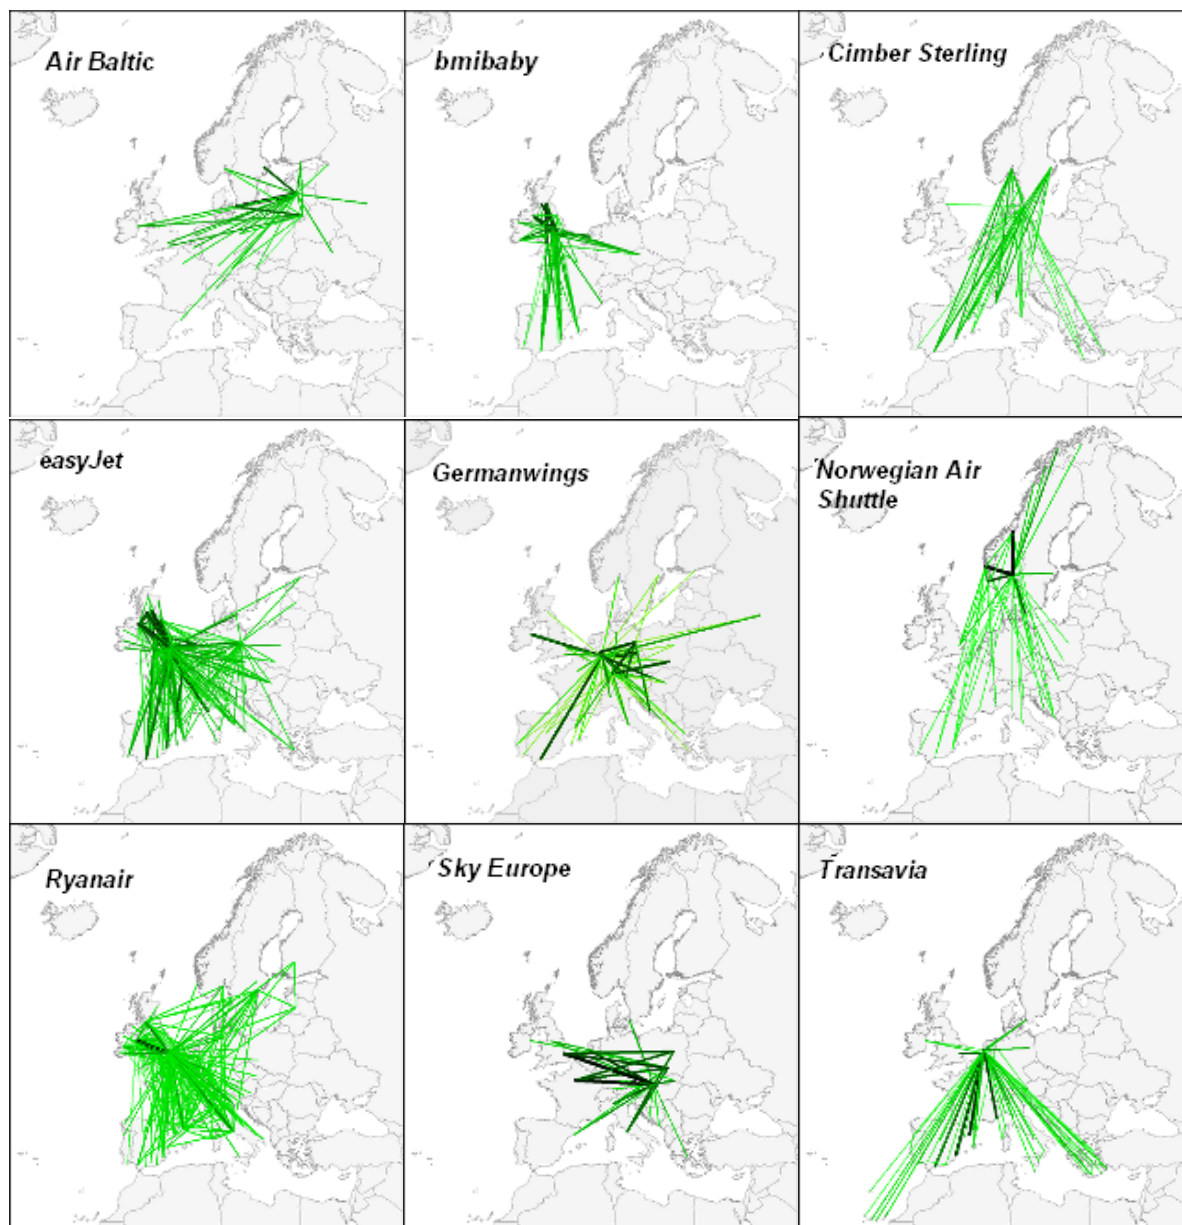 Air Baltic
bmibaby
Cimber Sterling
easyJet
Germanwings
Norwegian Air
Shuttle
Ryanair
Sky Europe
Transavia